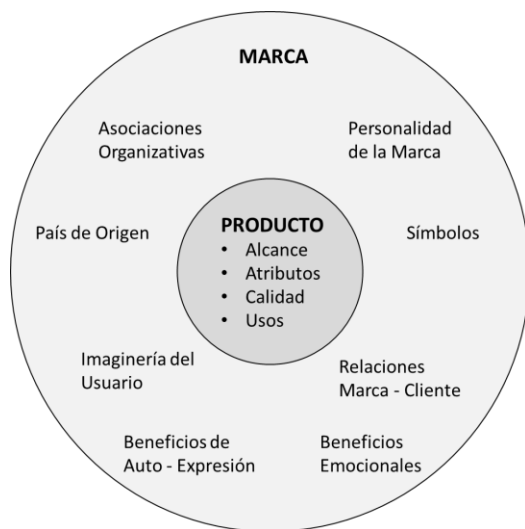 MARCA
Asociaciones
Organizativas
Personalidad
de la Marca
País de Origen
PRODUCTO
• Alcance
• Atributos
• Calidad
• Usos
Símbolos
Imaginería del
Usuario
Relaciones
Marca - Cliente
Beneficios de
Auto - Expresión
Beneficios
Emocionales